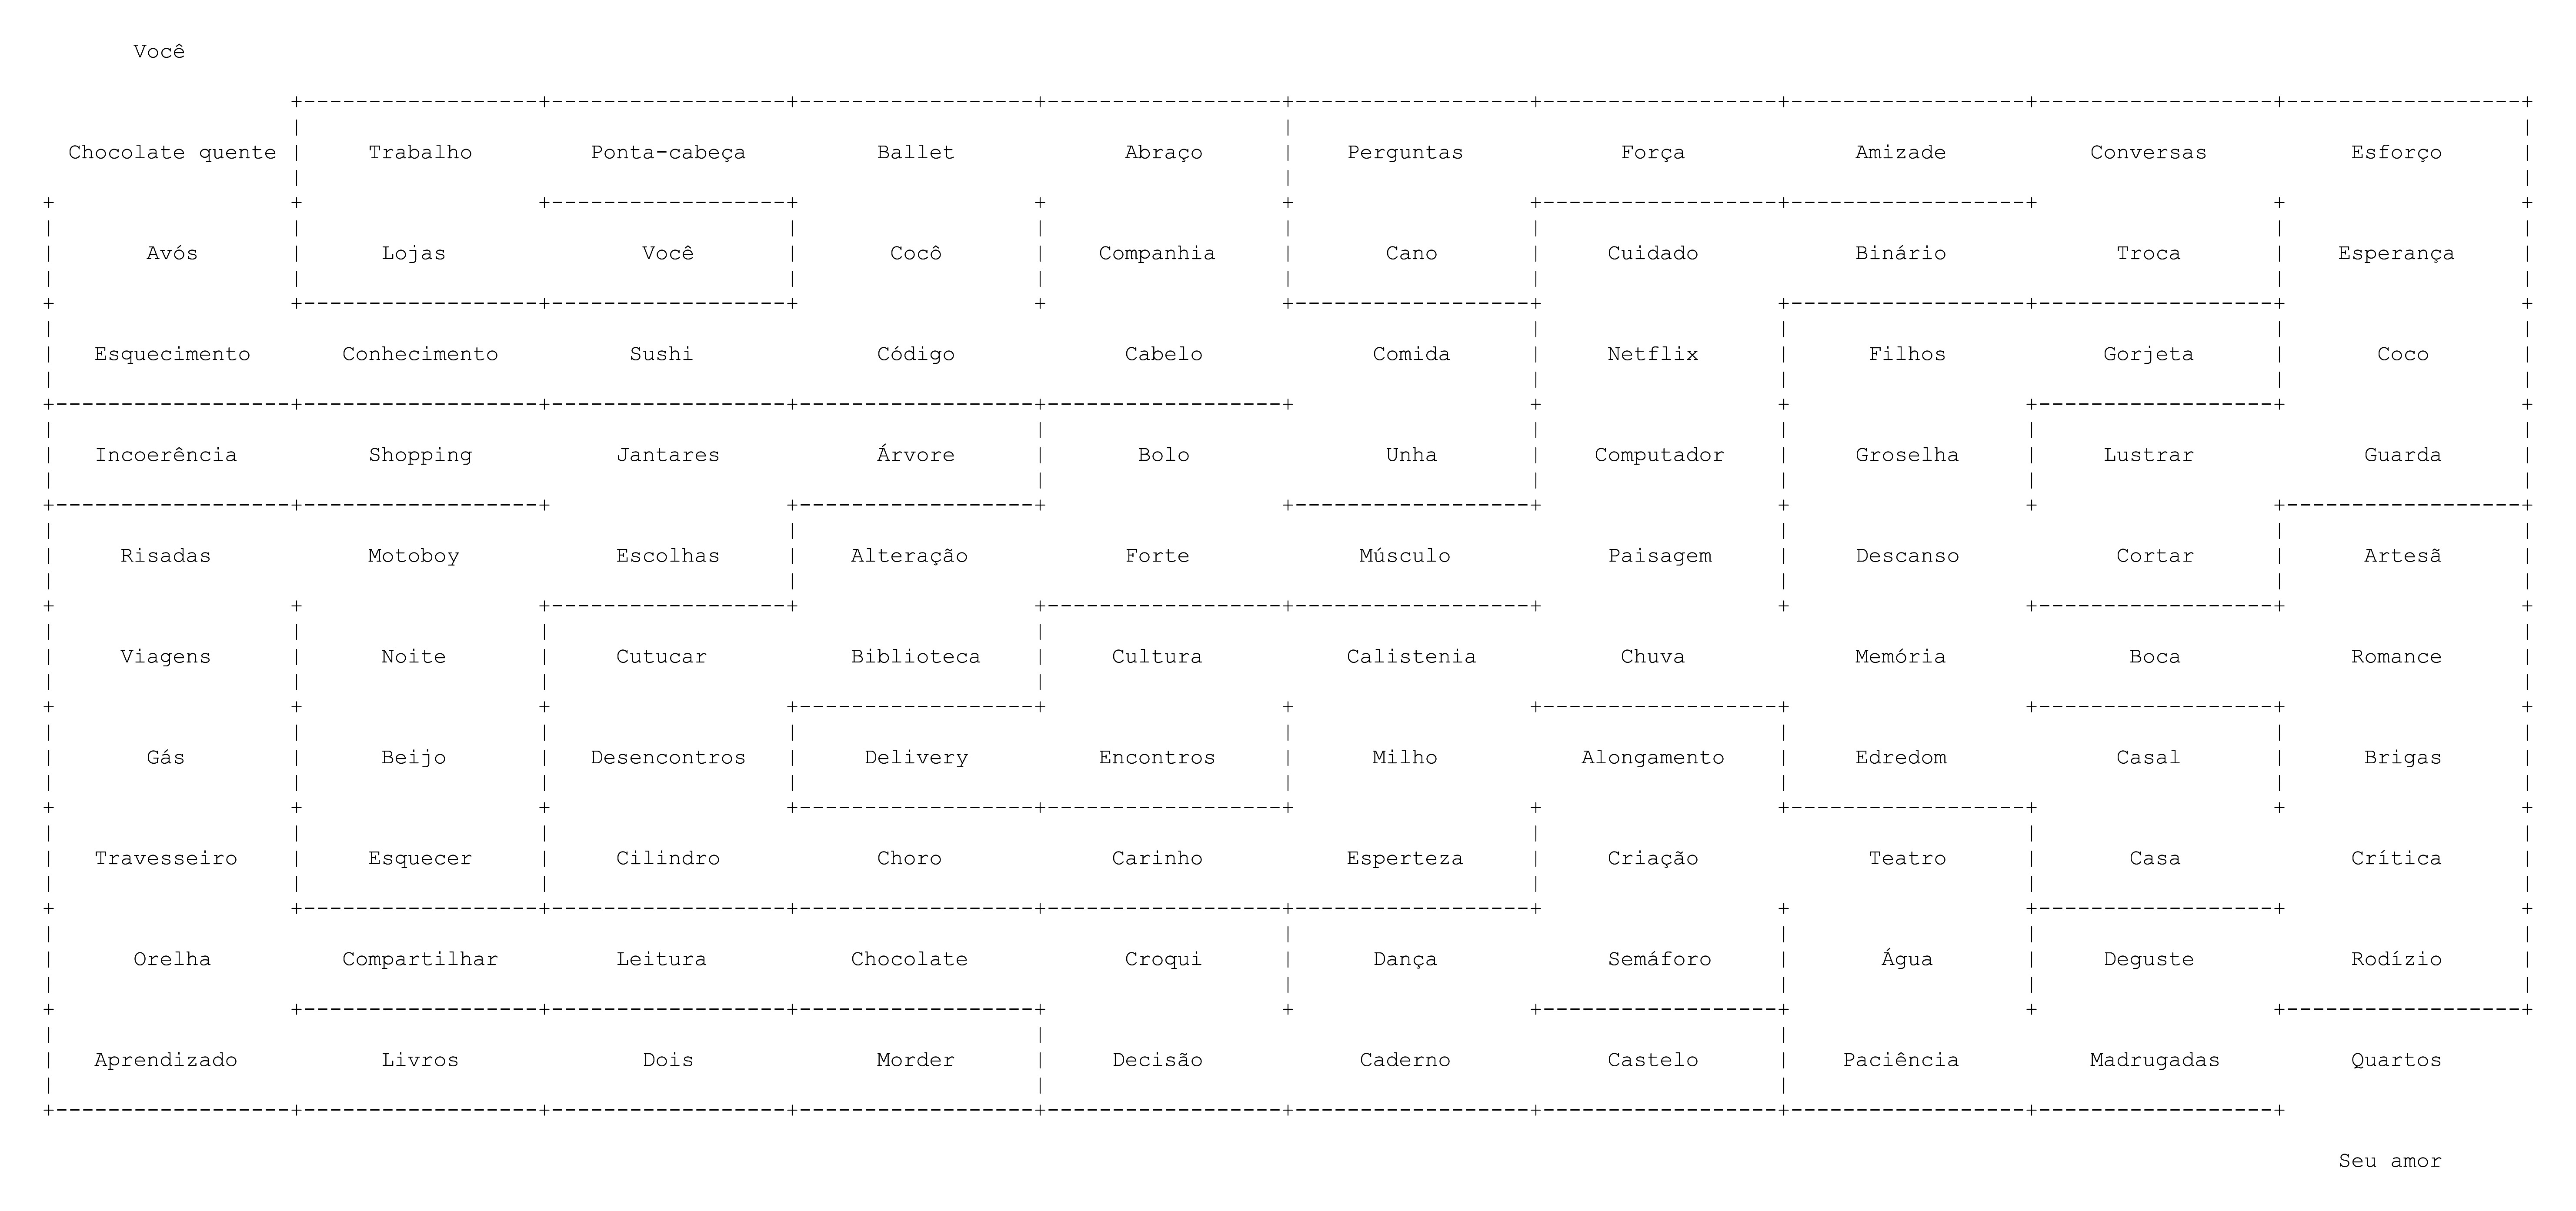 Você
Chocolate quente Trabalho Ponta-cabeça Ballet Abraço Perguntas Força Amizade Conversas Esforço
Avós Lojas Você Cocô Companhia Cano Cuidado Binário Troca Esperança
Esquecimento Conhecimento Sushi Código Cabelo Comida Netflix Filhos Gorjeta Coco
Incoerência Shopping Jantares Árvore Bolo Unha Computador Groselha Lustrar Guarda
Risadas Motoboy Escolhas Alteração Forte Músculo Paisagem Descanso Cortar Artesã
Viagens Noite Cutucar Biblioteca Cultura Calistenia Chuva Memória Boca Romance
Gás Beijo Desencontros Delivery Encontros Milho Alongamento Edredom Casal Brigas
Travesseiro Esquecer Cilindro Choro Carinho Esperteza Criação Teatro Casa Crítica
Orelha Compartilhar Leitura Chocolate Croqui Dança Semáforo Água Deguste Rodízio
Aprendizado Livros Dois Morder Decisão Caderno Castelo Paciência Madrugadas Quartos
Seu amor